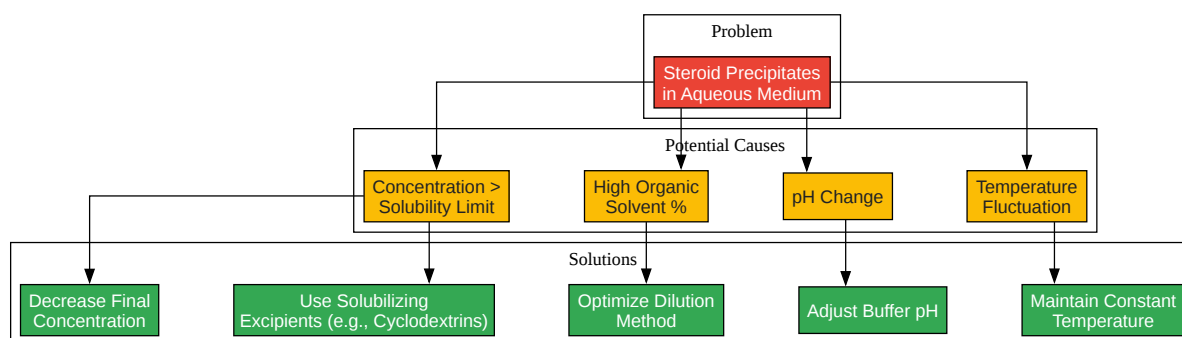 Problem
Steroid Precipitates
in Aqueous Medium
Potential Causes
Concentration >
Solubility Limit
High Organic
Solvent %
pH Change
Temperature
Fluctuation
Solutions
Decrease Final
Concentration
Use Solubilizing
Excipients (e.g., Cyclodextrins)
Optimize Dilution
Method
Adjust Buffer pH
Maintain Constant
Temperature